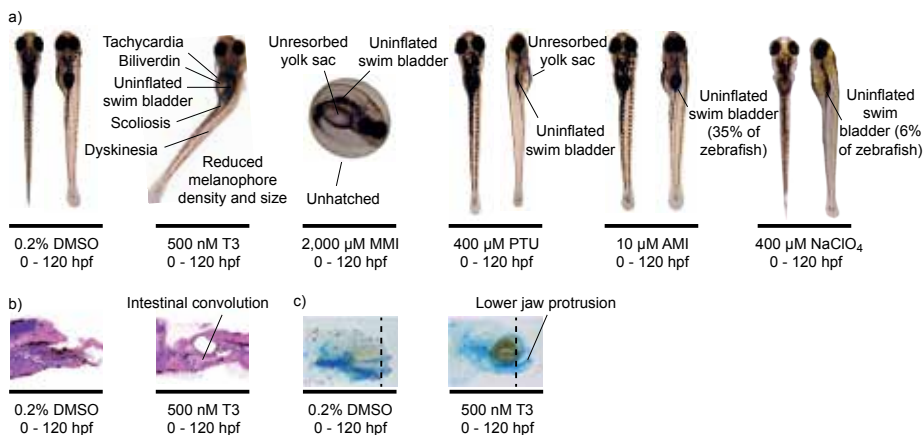 a)
Tachycardia
Biliverdin
Uninflated
swim bladder
Scoliosis
Dyskinesia
Reduced
melanophore
density and size
Unresorbed
yolk sac
Uninflated
swim bladder
Unhatched
Unresorbed
yolk sac
Uninflated
swim bladder
Uninflated
swim bladder
(35% of
zebrafish)
Uninflated
swim
bladder (6%
of zebrafish)
0.2% DMSO
0 - 120 hpf
500 nM T3
0 - 120 hpf
2,000 µM MMI
0 - 120 hpf
400 µM PTU
0 - 120 hpf
10 µM AMI
0 - 120 hpf
400 µM NaClO₄
0 - 120 hpf
b)
Intestinal convolution
0.2% DMSO
0 - 120 hpf
500 nM T3
0 - 120 hpf
c)
Lower jaw protrusion
0.2% DMSO
0 - 120 hpf
500 nM T3
0 - 120 hpf